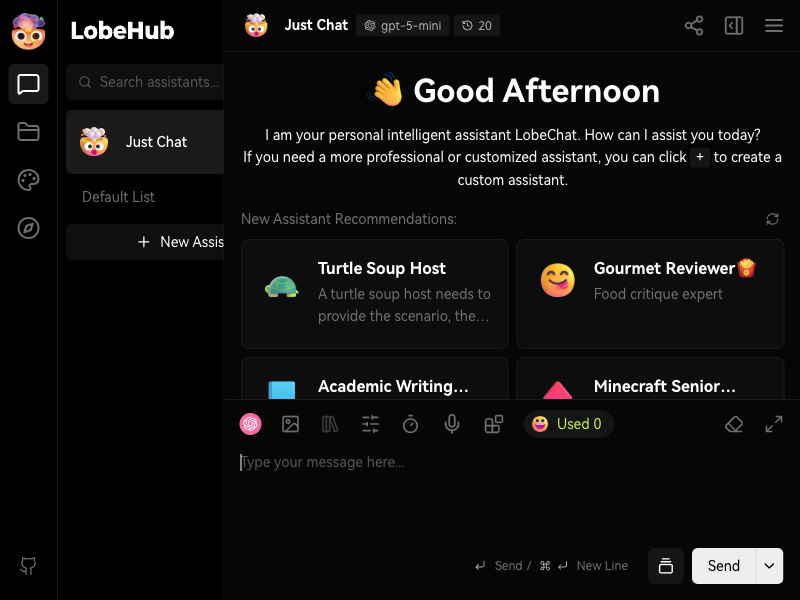 LobeHub
Search assistants...
Just Chat
Default List
New Assis
Just Chat
gpt-5-mini
20
Good Afternoon
I am your personal intelligent assistant LobeChat. How can I assist you today?
If you need a more professional or customized assistant, you can click + to create a
custom assistant.
New Assistant Recommendations:
Turtle Soup Host
A turtle soup host needs to
provide the scenario, the…
Gourmet Reviewer🍟
Food critique expert
Academic Writing…
Minecraft Senior…
Used 0
Type your message here...
↵ Send / ⌘ ↵ New Line
Send